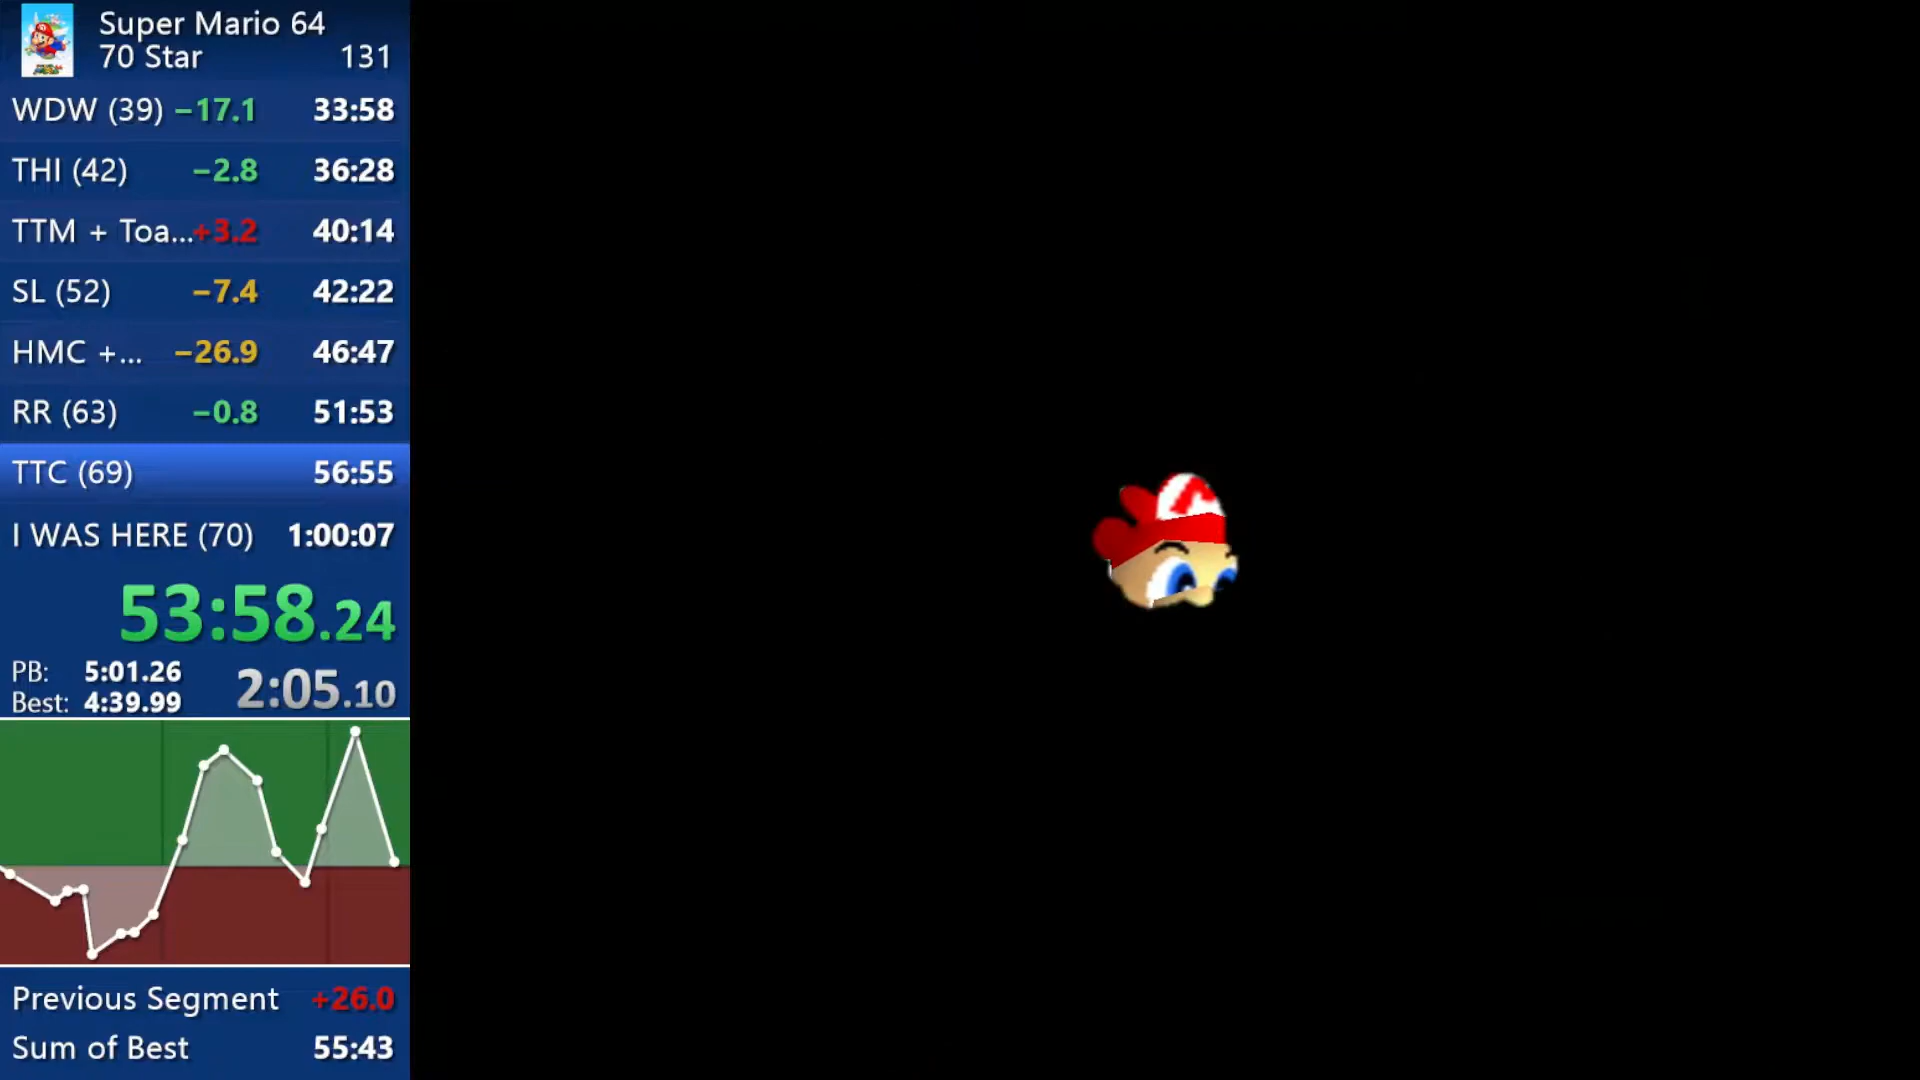 Super Mario 64
70 Star 131
WDW (39) −17.1 33:58
THI (42) −2.8 36:28
TTM + Toa... +3.2 40:14
SL (52) −7.4 42:22
HMC +... −26.9 46:47
RR (63) −0.8 51:53
TTC (69) 56:55
I WAS HERE (70) 1:00:07
53:58.24
PB: 5:01.26
Best: 4:39.99
2:05.10
Previous Segment +26.0
Sum of Best 55:43